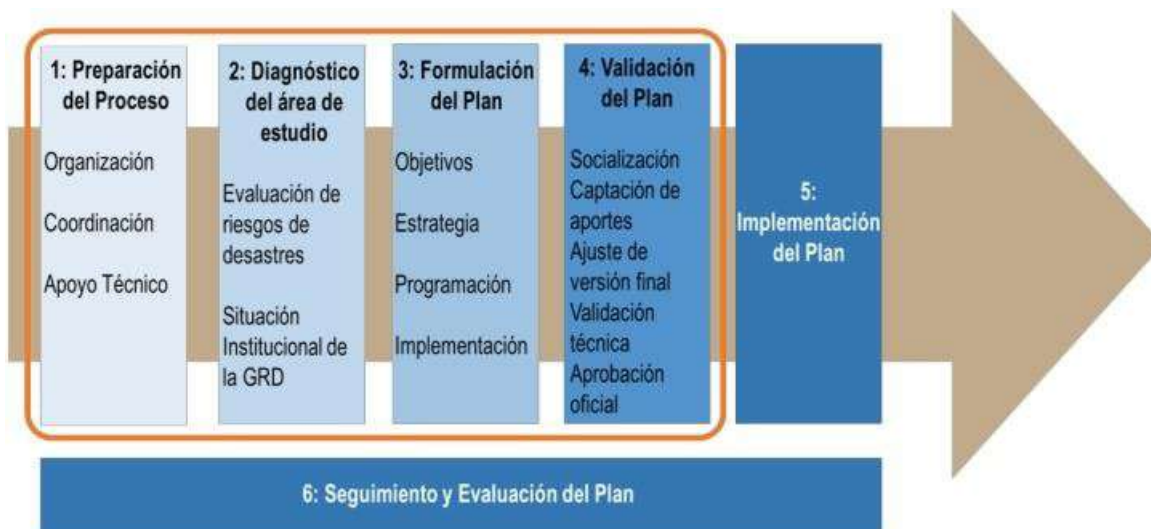 1: Preparación
del Proceso
Organización
Coordinación
Apoyo Técnico
2: Diagnóstico
del área de
estudio
Evaluación de
riesgos de
desastres
Situación
Institucional de
la GRD
3: Formulación
del Plan
Objetivos
Estrategia
Programación
Implementación
4: Validación
del Plan
Socialización
Captación de
aportes
Ajuste de
versión final
Validación
técnica
Aprobación
oficial
5:
Implementación
del Plan
6: Seguimiento y Evaluación del Plan